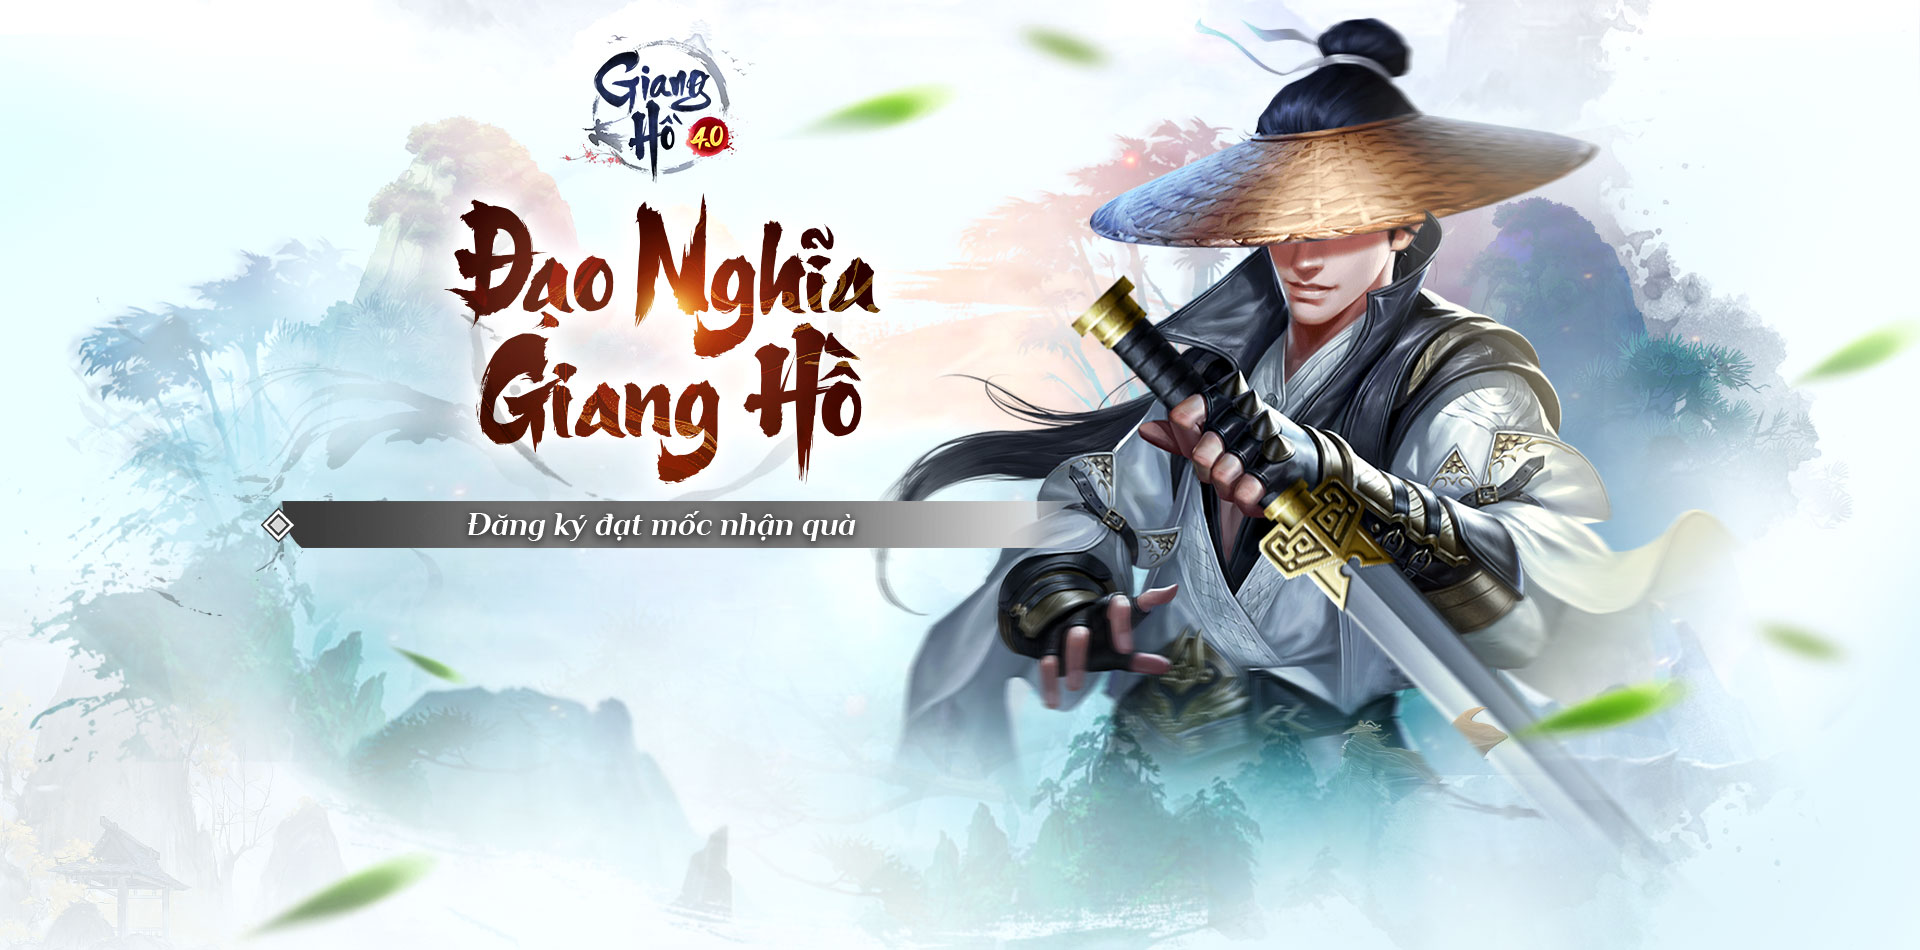 Giang
Hồ 4.0
Đạo Nghĩa
Giang Hồ
Đăng ký đạt mốc nhận quà